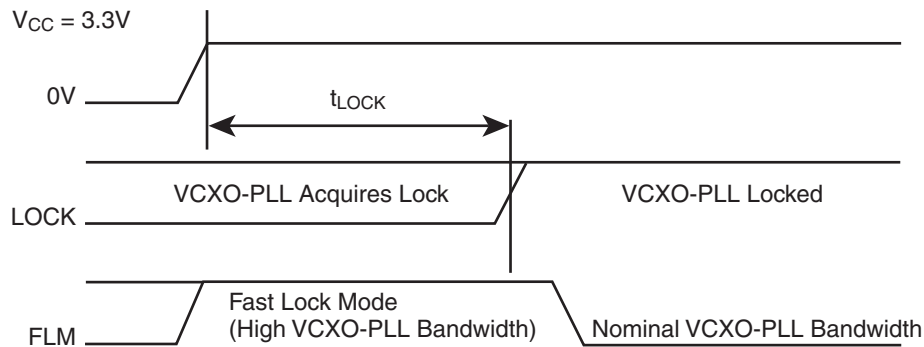 VCC = 3.3V
0V
tLOCK
VCXO-PLL Acquires Lock
VCXO-PLL Locked
LOCK
Fast Lock Mode
(High VCXO-PLL Bandwidth)
Nominal VCXO-PLL Bandwidth
FLM